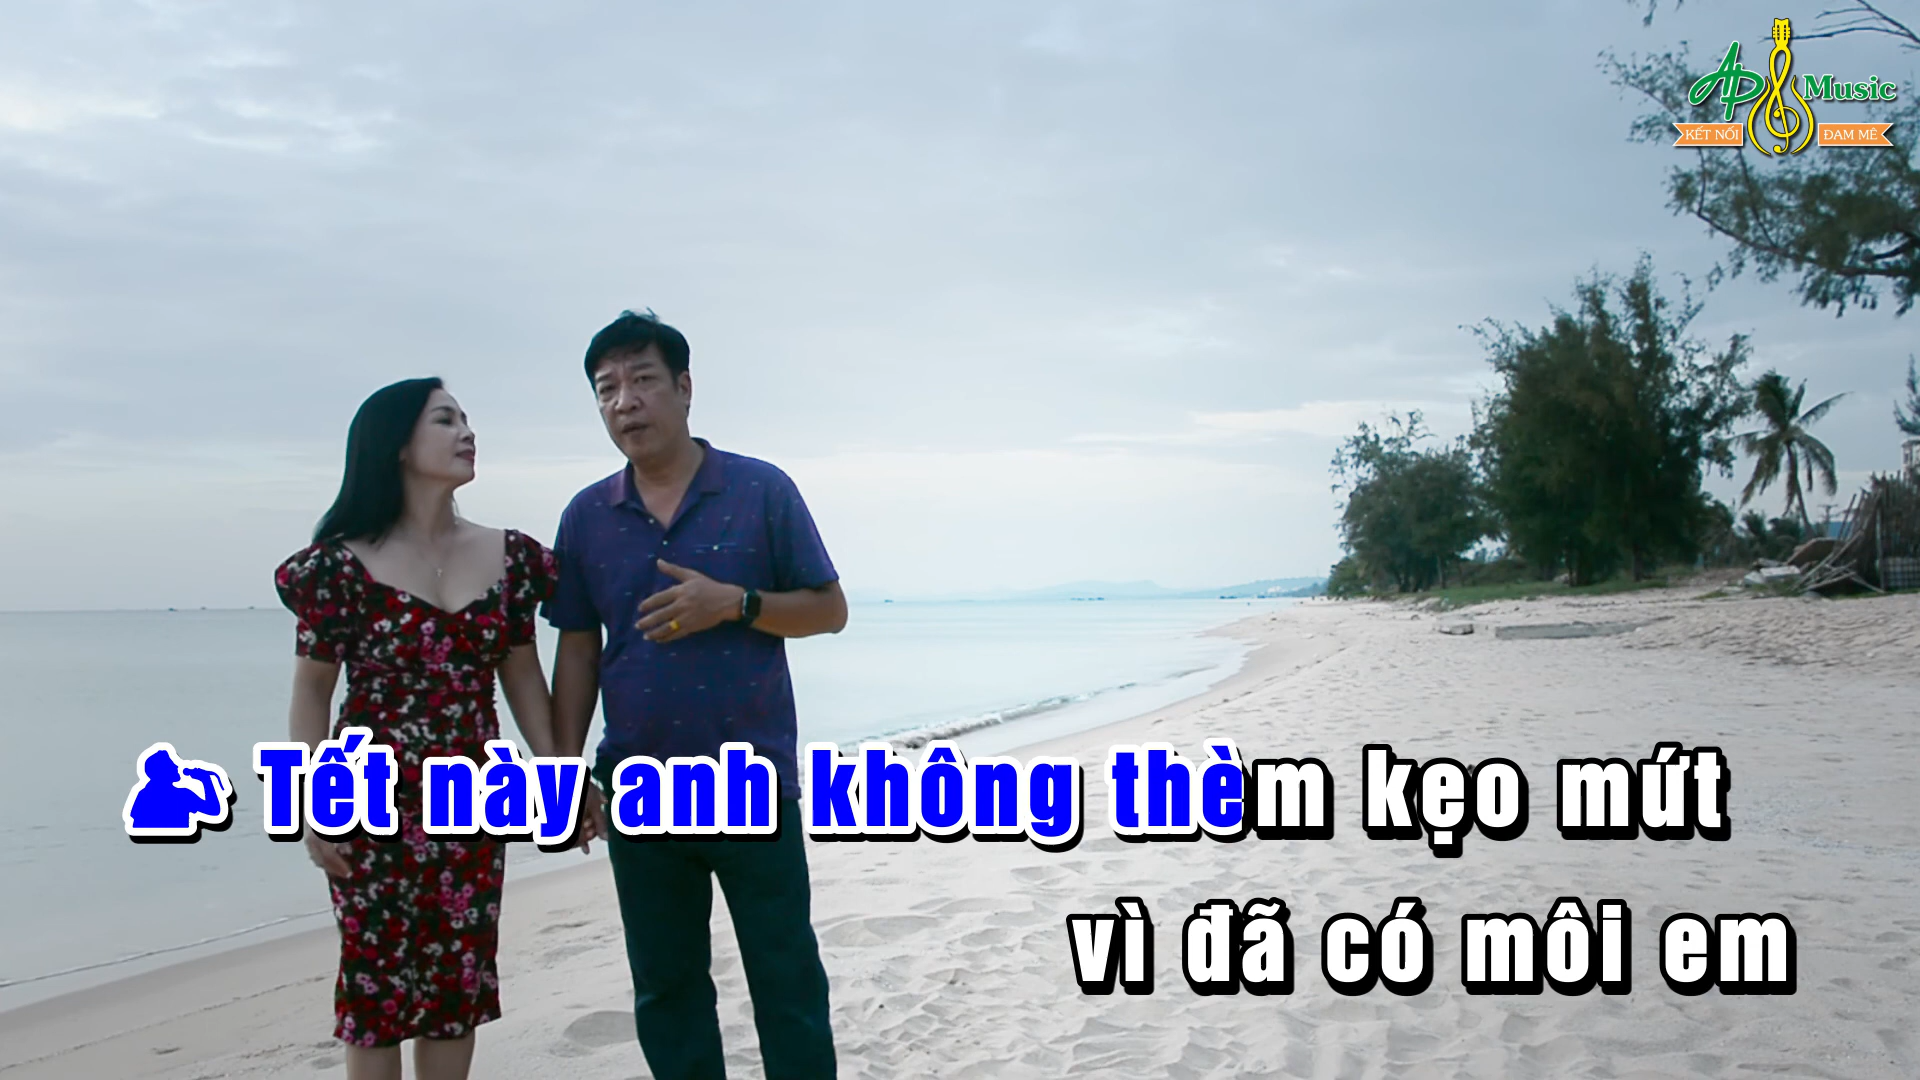 AP Music
KẾT NỐI ĐAM MÊ
Tết này anh không thèm kẹo mứt
vì đã có môi em